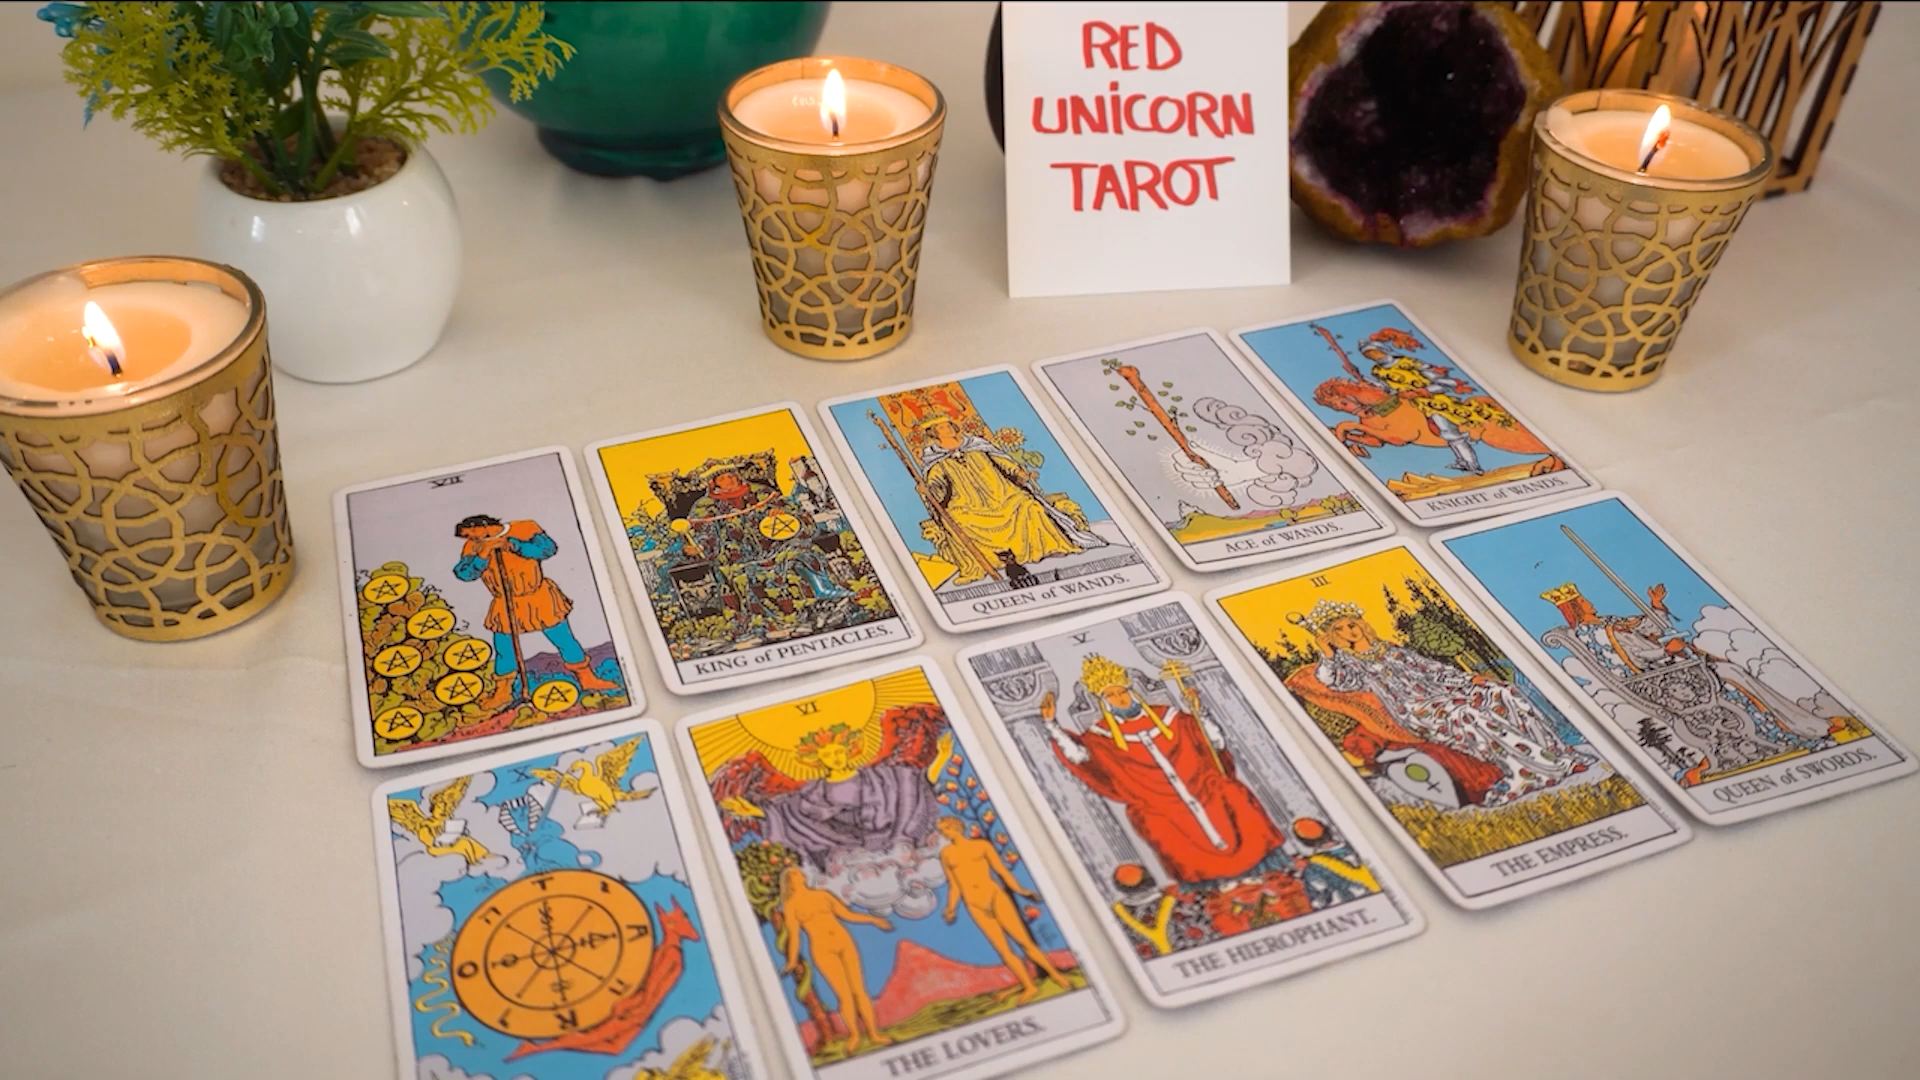 RED
UNICORN
TAROT
KNIGHT of WANDS.
ACE of WANDS.
QUEEN of WANDS.
VII
KING of PENTACLES.
III
V
QUEEN of SWORDS.
VI
THE EMPRESS.
X
THE HIEROPHANT.
THE LOVERS.
T
A
R
O